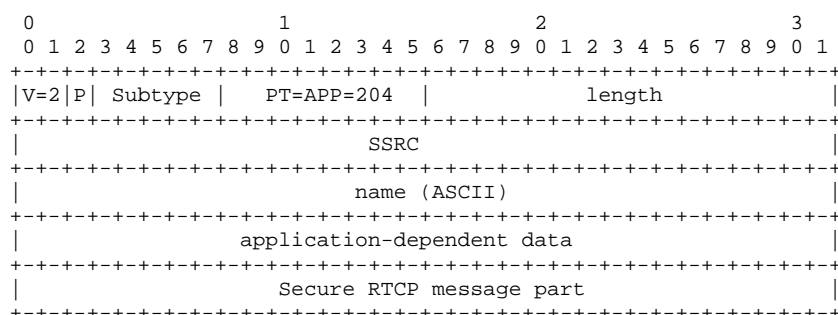 0                   1                   2                   3
 0 1 2 3 4 5 6 7 8 9 0 1 2 3 4 5 6 7 8 9 0 1 2 3 4 5 6 7 8 9 0 1
+-+-+-+-+-+-+-+-+-+-+-+-+-+-+-+-+-+-+-+-+-+-+-+-+-+-+-+-+-+-+-+-+
|V=2|P| Subtype |   PT=APP=204  |            length             |
+-+-+-+-+-+-+-+-+-+-+-+-+-+-+-+-+-+-+-+-+-+-+-+-+-+-+-+-+-+-+-+-+
|                           SSRC                                |
+-+-+-+-+-+-+-+-+-+-+-+-+-+-+-+-+-+-+-+-+-+-+-+-+-+-+-+-+-+-+-+-+
|                          name (ASCII)                         |
+-+-+-+-+-+-+-+-+-+-+-+-+-+-+-+-+-+-+-+-+-+-+-+-+-+-+-+-+-+-+-+-+
|                 application-dependent data                    |
+-+-+-+-+-+-+-+-+-+-+-+-+-+-+-+-+-+-+-+-+-+-+-+-+-+-+-+-+-+-+-+-+
|                    Secure RTCP message part                   |
+-+-+-+-+-+-+-+-+-+-+-+-+-+-+-+-+-+-+-+-+-+-+-+-+-+-+-+-+-+-+-+-+